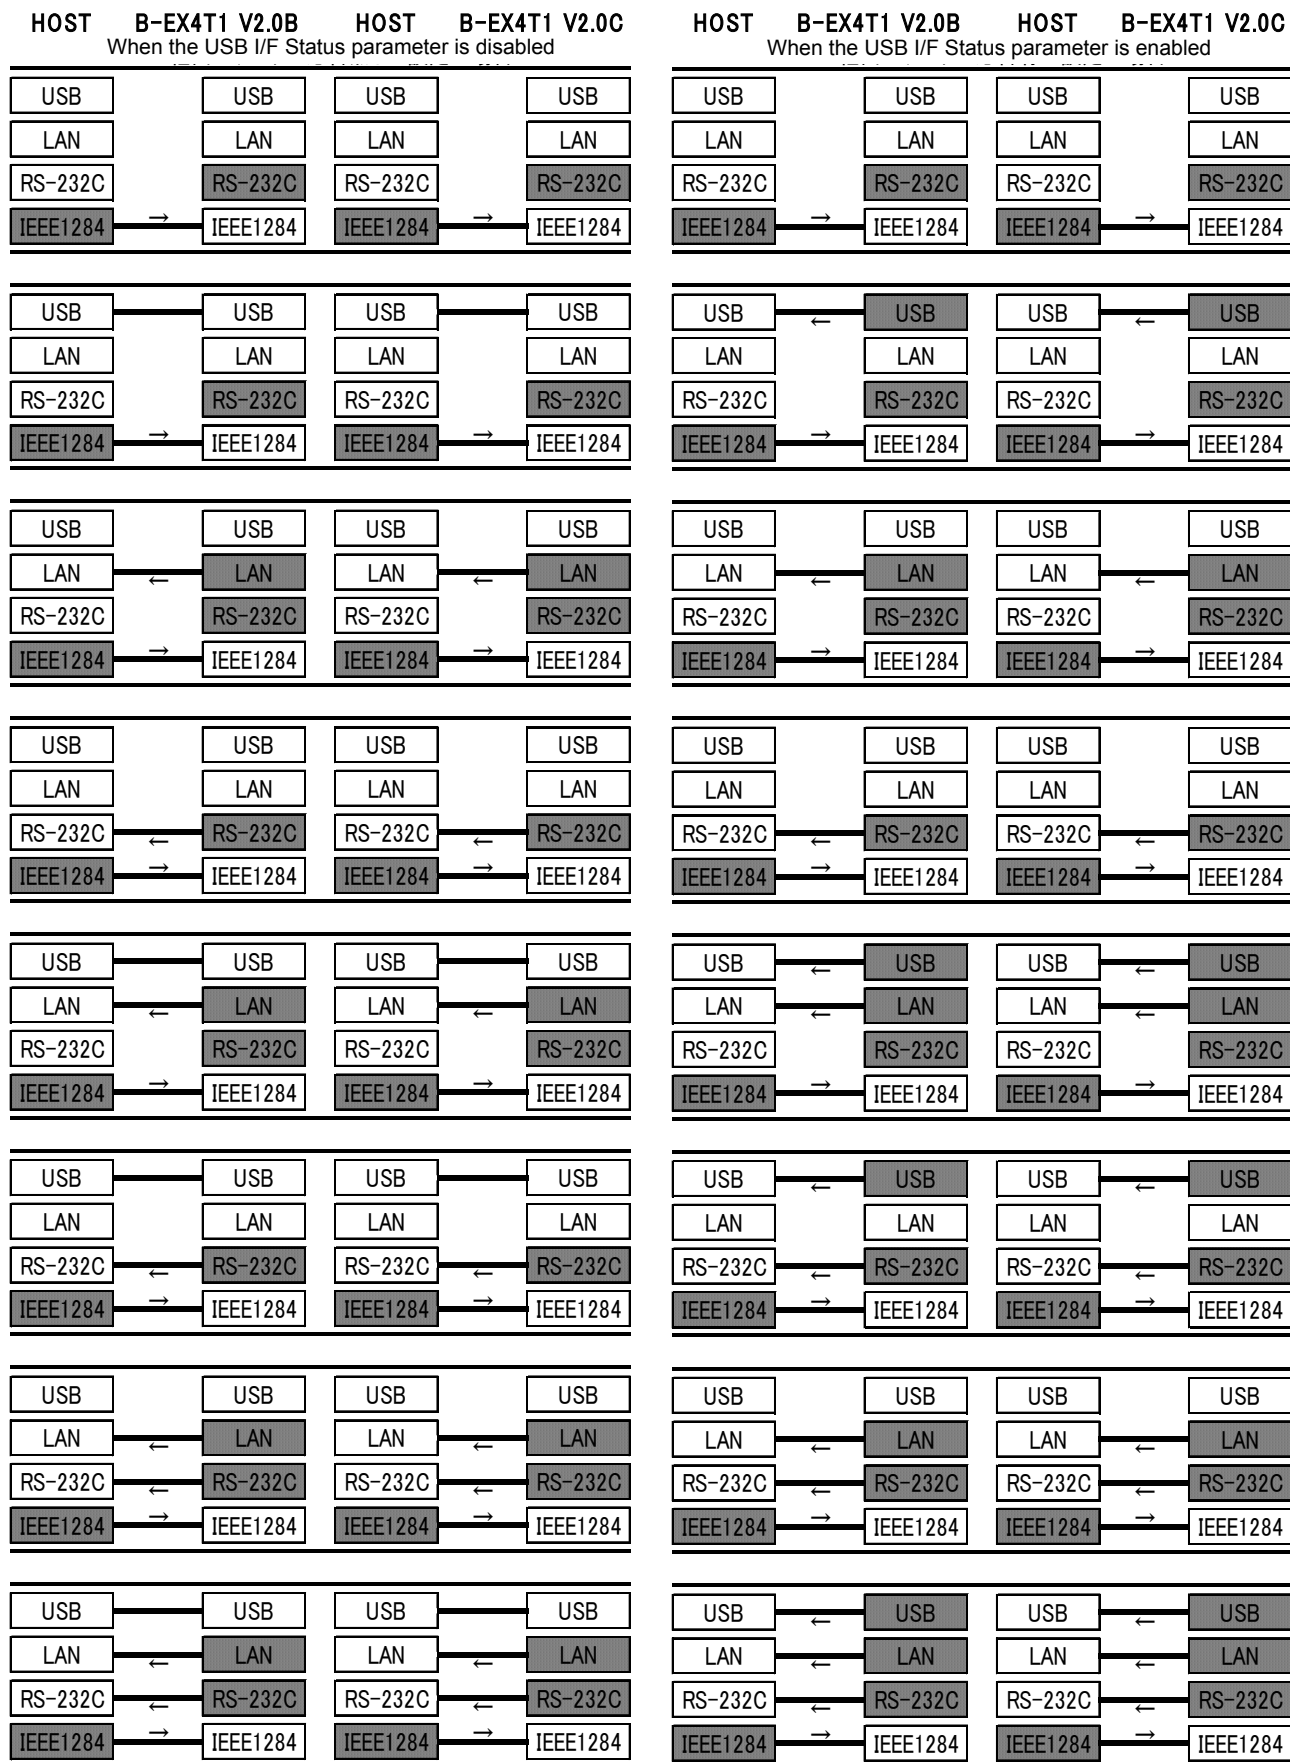 HOST B-EX4T1 V2.0B HOST B-EX4T1 V2.0C HOST B-EX4T1 V2.0B HOST B-EX4T1 V2.0C
When the USB I/F Status parameter is disabled When the USB I/F Status parameter is enabled
USB USB USB USB USB USB USB USB
LAN LAN LAN LAN LAN LAN LAN LAN
RS-232C RS-232C RS-232C RS-232C RS-232C RS-232C RS-232C RS-232C
IEEE1284 → IEEE1284 IEEE1284 → IEEE1284 IEEE1284 → IEEE1284 IEEE1284 → IEEE1284
USB USB USB USB USB ← USB USB ← USB
LAN LAN LAN LAN LAN LAN LAN LAN
RS-232C RS-232C RS-232C RS-232C RS-232C RS-232C RS-232C RS-232C
IEEE1284 → IEEE1284 IEEE1284 → IEEE1284 IEEE1284 → IEEE1284 IEEE1284 → IEEE1284
USB USB USB USB USB USB USB USB
LAN ← LAN LAN ← LAN LAN ← LAN LAN ← LAN
RS-232C RS-232C RS-232C RS-232C RS-232C RS-232C RS-232C RS-232C
IEEE1284 → IEEE1284 IEEE1284 → IEEE1284 IEEE1284 → IEEE1284 IEEE1284 → IEEE1284
USB USB USB USB USB USB USB USB
LAN LAN LAN LAN LAN LAN LAN LAN
RS-232C ← RS-232C RS-232C ← RS-232C RS-232C ← RS-232C RS-232C ← RS-232C
IEEE1284 → IEEE1284 IEEE1284 → IEEE1284 IEEE1284 → IEEE1284 IEEE1284 → IEEE1284
USB USB USB USB USB ← USB USB ← USB
LAN ← LAN LAN ← LAN LAN ← LAN LAN ← LAN
RS-232C RS-232C RS-232C RS-232C RS-232C RS-232C RS-232C RS-232C
IEEE1284 → IEEE1284 IEEE1284 → IEEE1284 IEEE1284 → IEEE1284 IEEE1284 → IEEE1284
USB USB USB USB USB ← USB USB ← USB
LAN LAN LAN LAN LAN LAN LAN LAN
RS-232C ← RS-232C RS-232C ← RS-232C RS-232C ← RS-232C RS-232C ← RS-232C
IEEE1284 → IEEE1284 IEEE1284 → IEEE1284 IEEE1284 → IEEE1284 IEEE1284 → IEEE1284
USB USB USB USB USB USB USB USB
LAN ← LAN LAN ← LAN LAN ← LAN LAN ← LAN
RS-232C ← RS-232C RS-232C ← RS-232C RS-232C ← RS-232C RS-232C ← RS-232C
IEEE1284 → IEEE1284 IEEE1284 → IEEE1284 IEEE1284 → IEEE1284 IEEE1284 → IEEE1284
USB USB USB USB USB ← USB USB ← USB
LAN ← LAN LAN ← LAN LAN ← LAN LAN ← LAN
RS-232C ← RS-232C RS-232C ← RS-232C RS-232C ← RS-232C RS-232C ← RS-232C
IEEE1284 → IEEE1284 IEEE1284 → IEEE1284 IEEE1284 → IEEE1284 IEEE1284 → IEEE1284